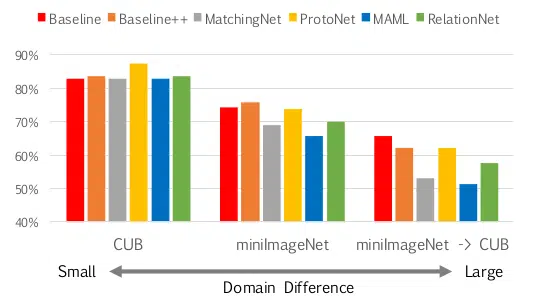 Baseline Baseline++ MatchingNet ProtoNet MAML RelationNet
90%
80%
70%
60%
50%
40%
CUB miniImageNet miniImageNet -> CUB
Small Large
Domain Difference